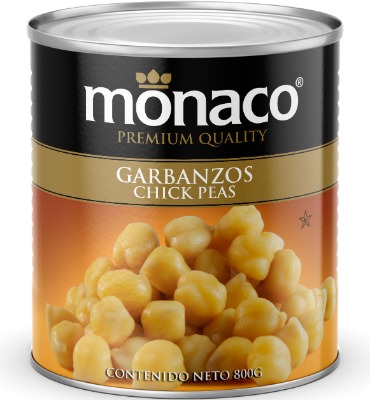 monaco®
PREMIUM QUALITY
GARBANZOS
CHICK PEAS
CONTENIDO NETO 800G